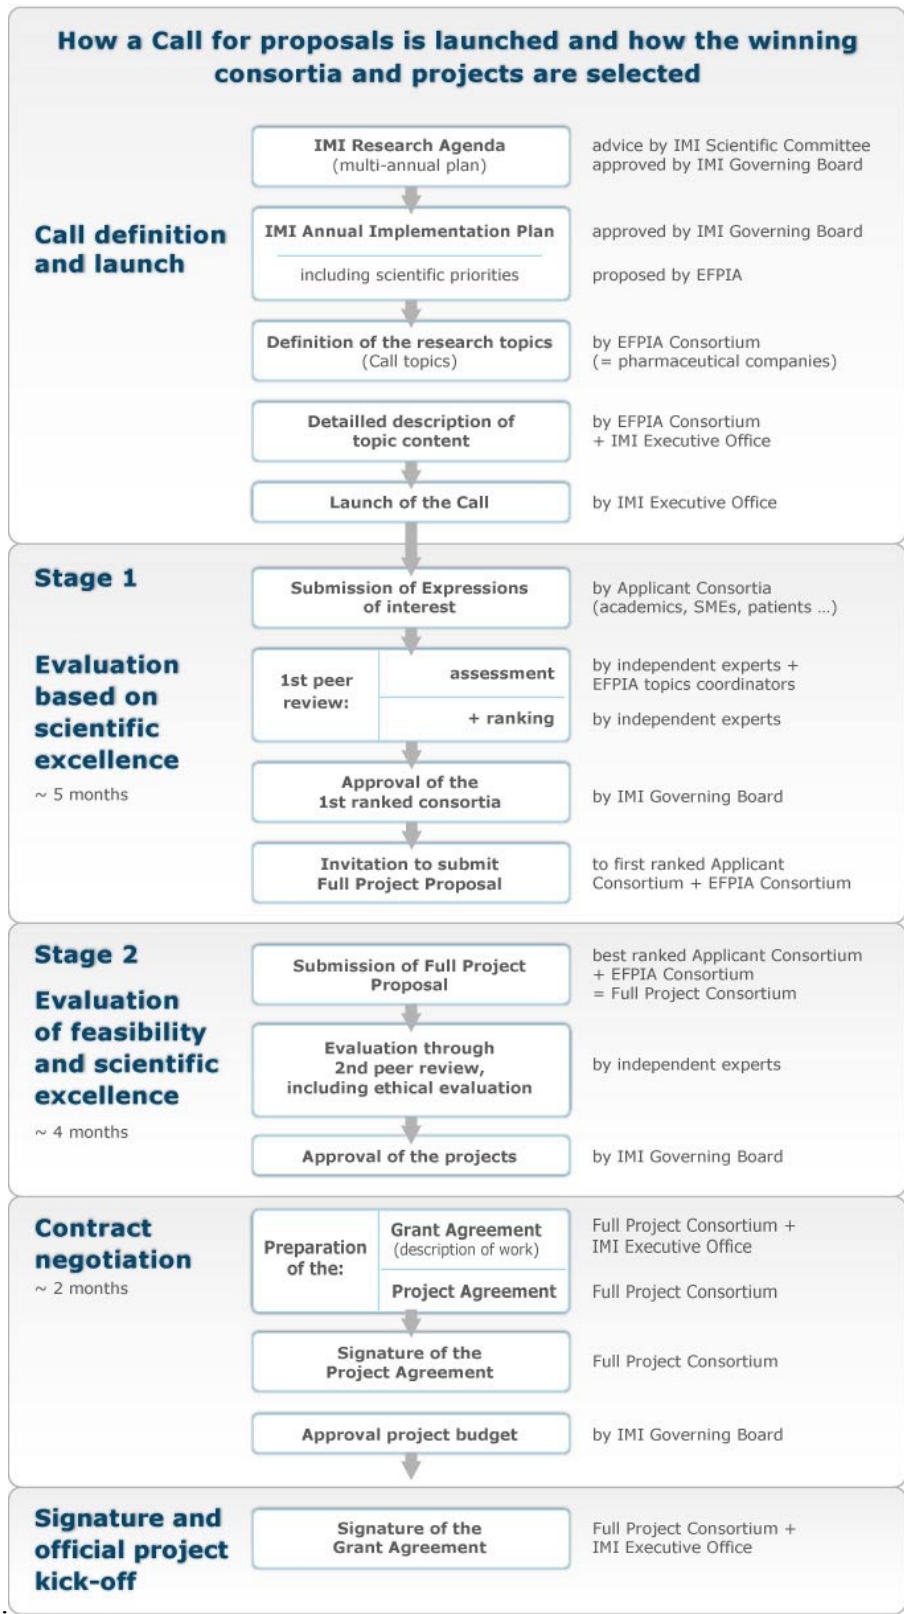 How a Call for proposals is launched and how the winning
consortia and projects are selected
Call definition
and launch
IMI Research Agenda
(multi-annual plan)
advice by IMI Scientific Committee
approved by IMI Governing Board
IMI Annual Implementation Plan
approved by IMI Governing Board
including scientific priorities
proposed by EFPIA
Definition of the research topics
(Call topics)
by EFPIA Consortium
(= pharmaceutical companies)
Detailled description of
topic content
by EFPIA Consortium
+ IMI Executive Office
Launch of the Call
by IMI Executive Office
Stage 1
Evaluation
based on
scientific
excellence
~ 5 months
Submission of Expressions
of interest
by Applicant Consortia
(academics, SMEs, patients ...)
1st peer
review:
assessment
by independent experts +
EFPIA topics coordinators
+ ranking
by independent experts
Approval of the
1st ranked consortia
by IMI Governing Board
Invitation to submit
Full Project Proposal
to first ranked Applicant
Consortium + EFPIA Consortium
Stage 2
Evaluation
of feasibility
and scientific
excellence
~ 4 months
Submission of Full Project
Proposal
best ranked Applicant Consortium
+ EFPIA Consortium
= Full Project Consortium
Evaluation through
2nd peer review,
including ethical evaluation
by independent experts
Approval of the projects
by IMI Governing Board
Contract
negotiation
~ 2 months
Preparation
of the:
Grant Agreement
(description of work)
Full Project Consortium +
IMI Executive Office
Project Agreement
Full Project Consortium
Signature of the
Project Agreement
Full Project Consortium
Approval project budget
by IMI Governing Board
Signature and
official project
kick-off
Signature of the
Grant Agreement
Full Project Consortium +
IMI Executive Office
.